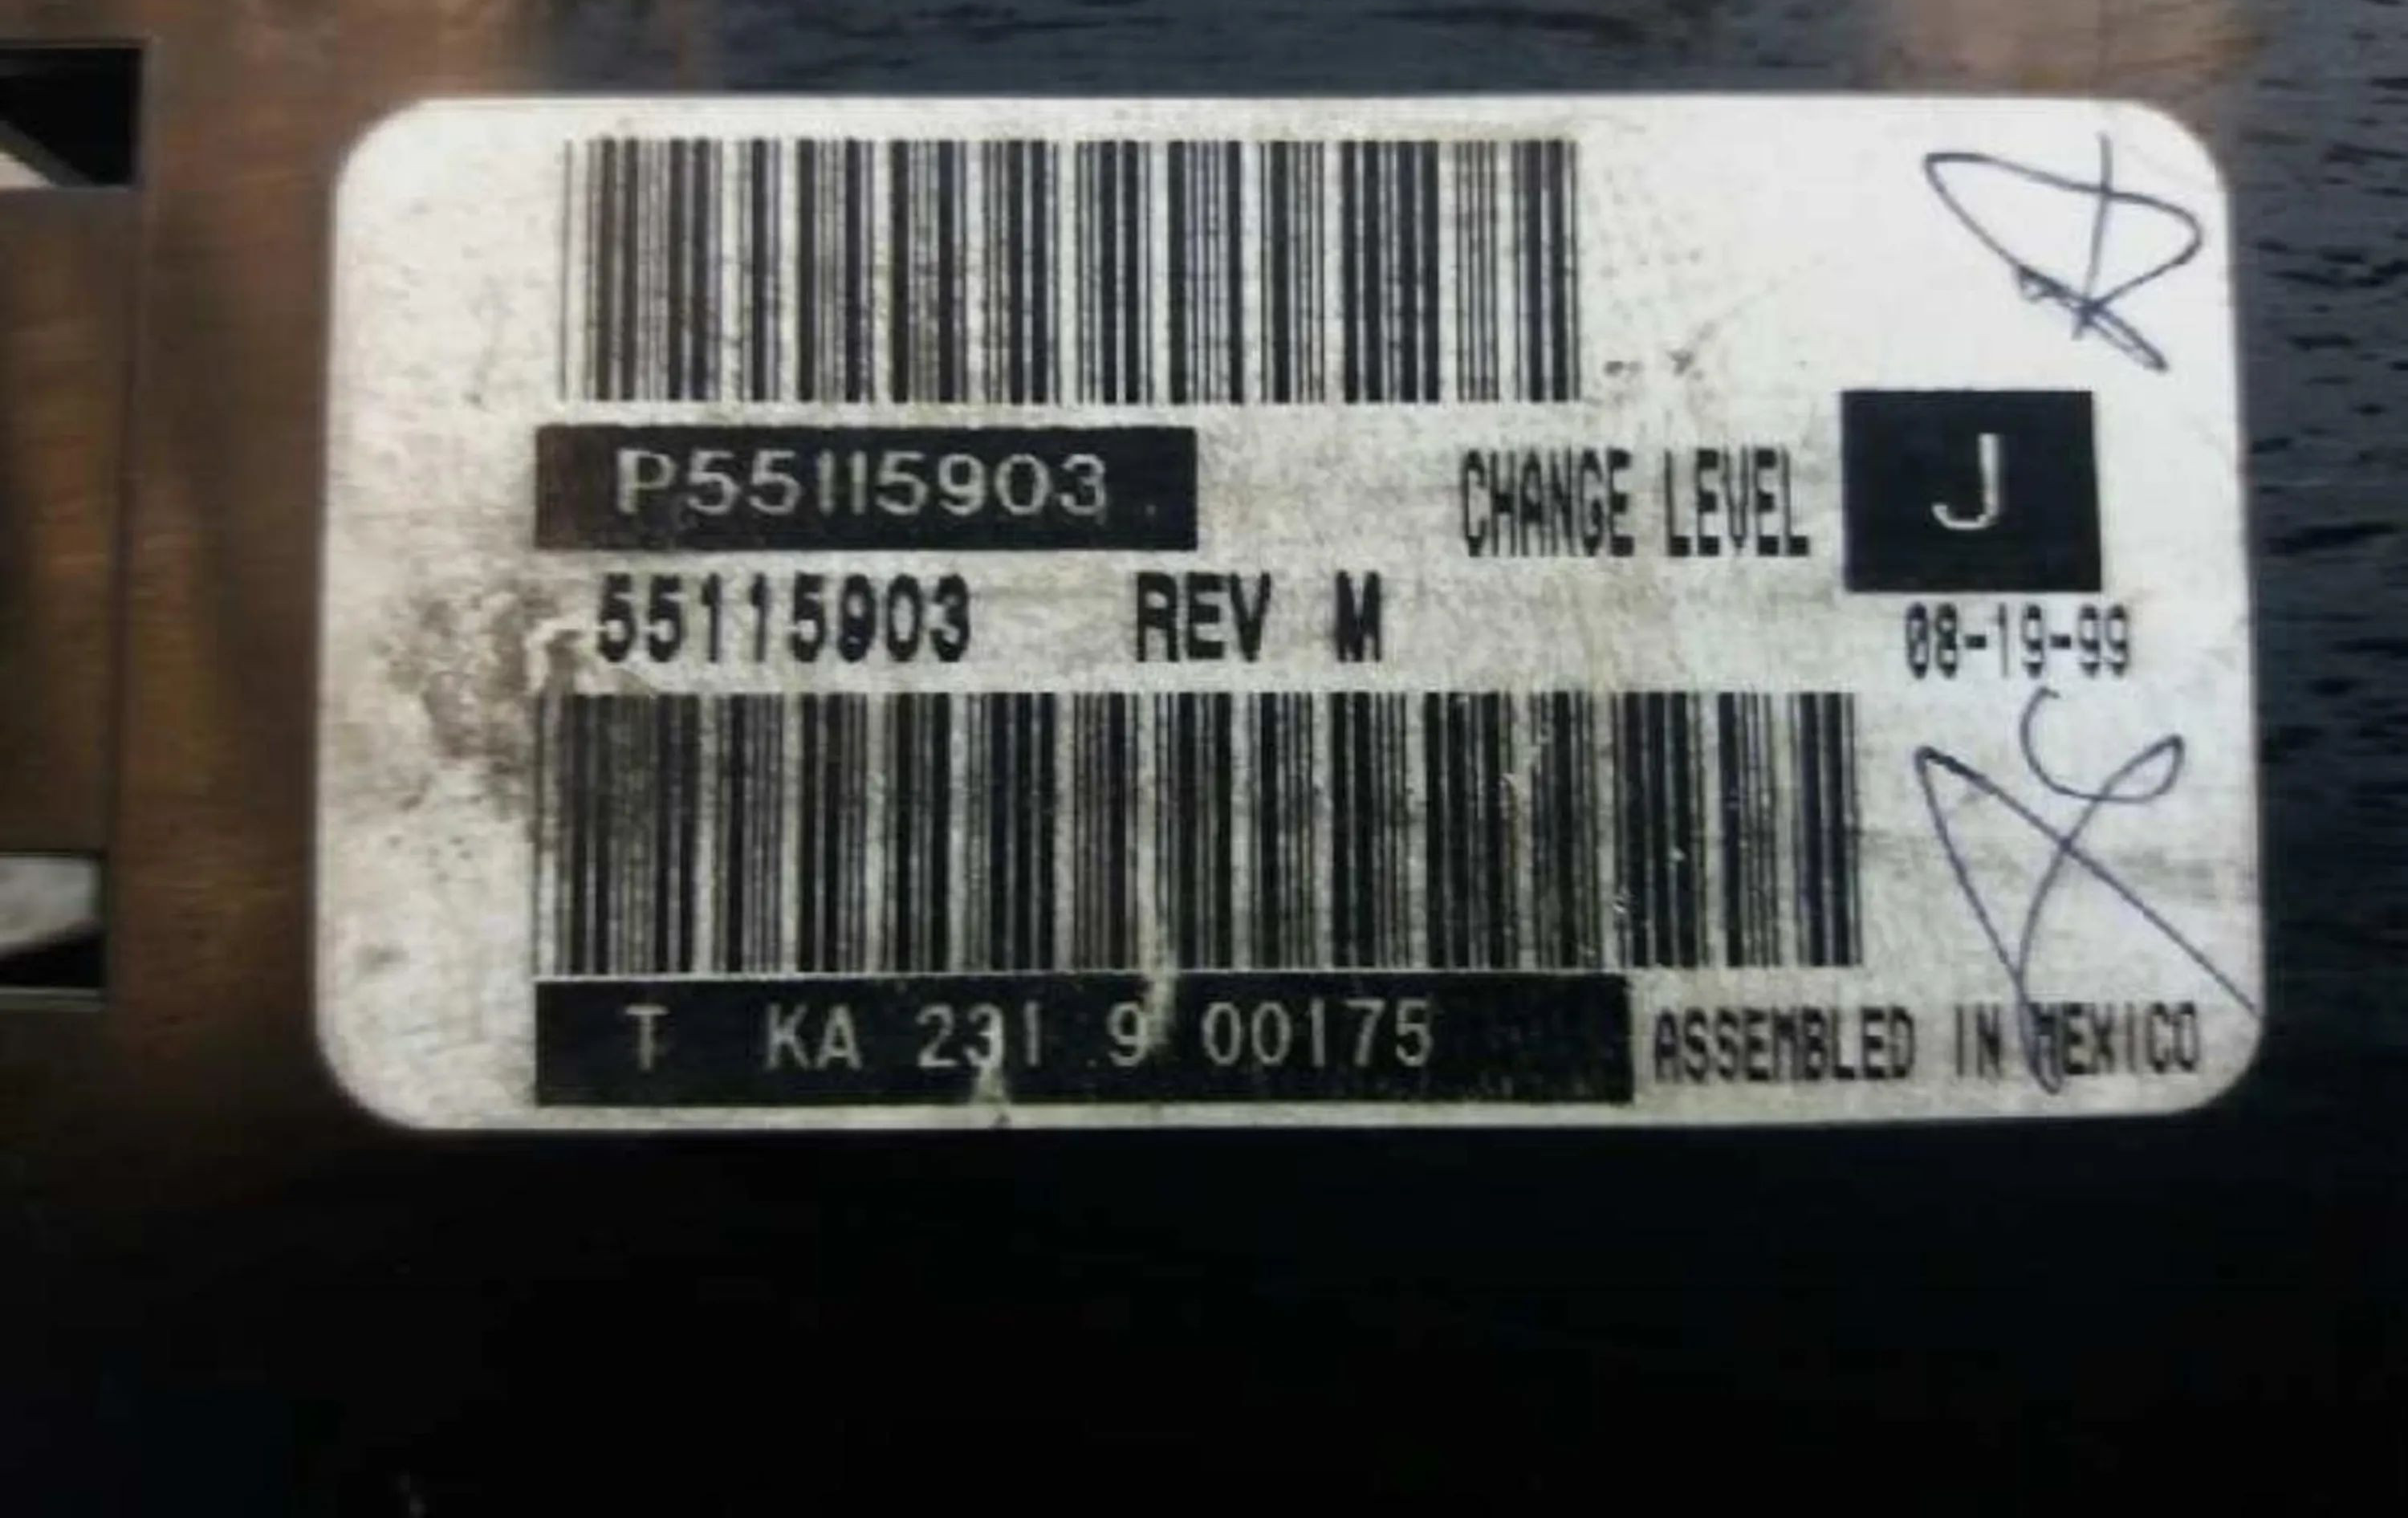 P55115903
CHANGE LEVEL J
55115903 REV M
08-19-99
T KA 231 9 00175
ASSEMBLED IN MEXICO